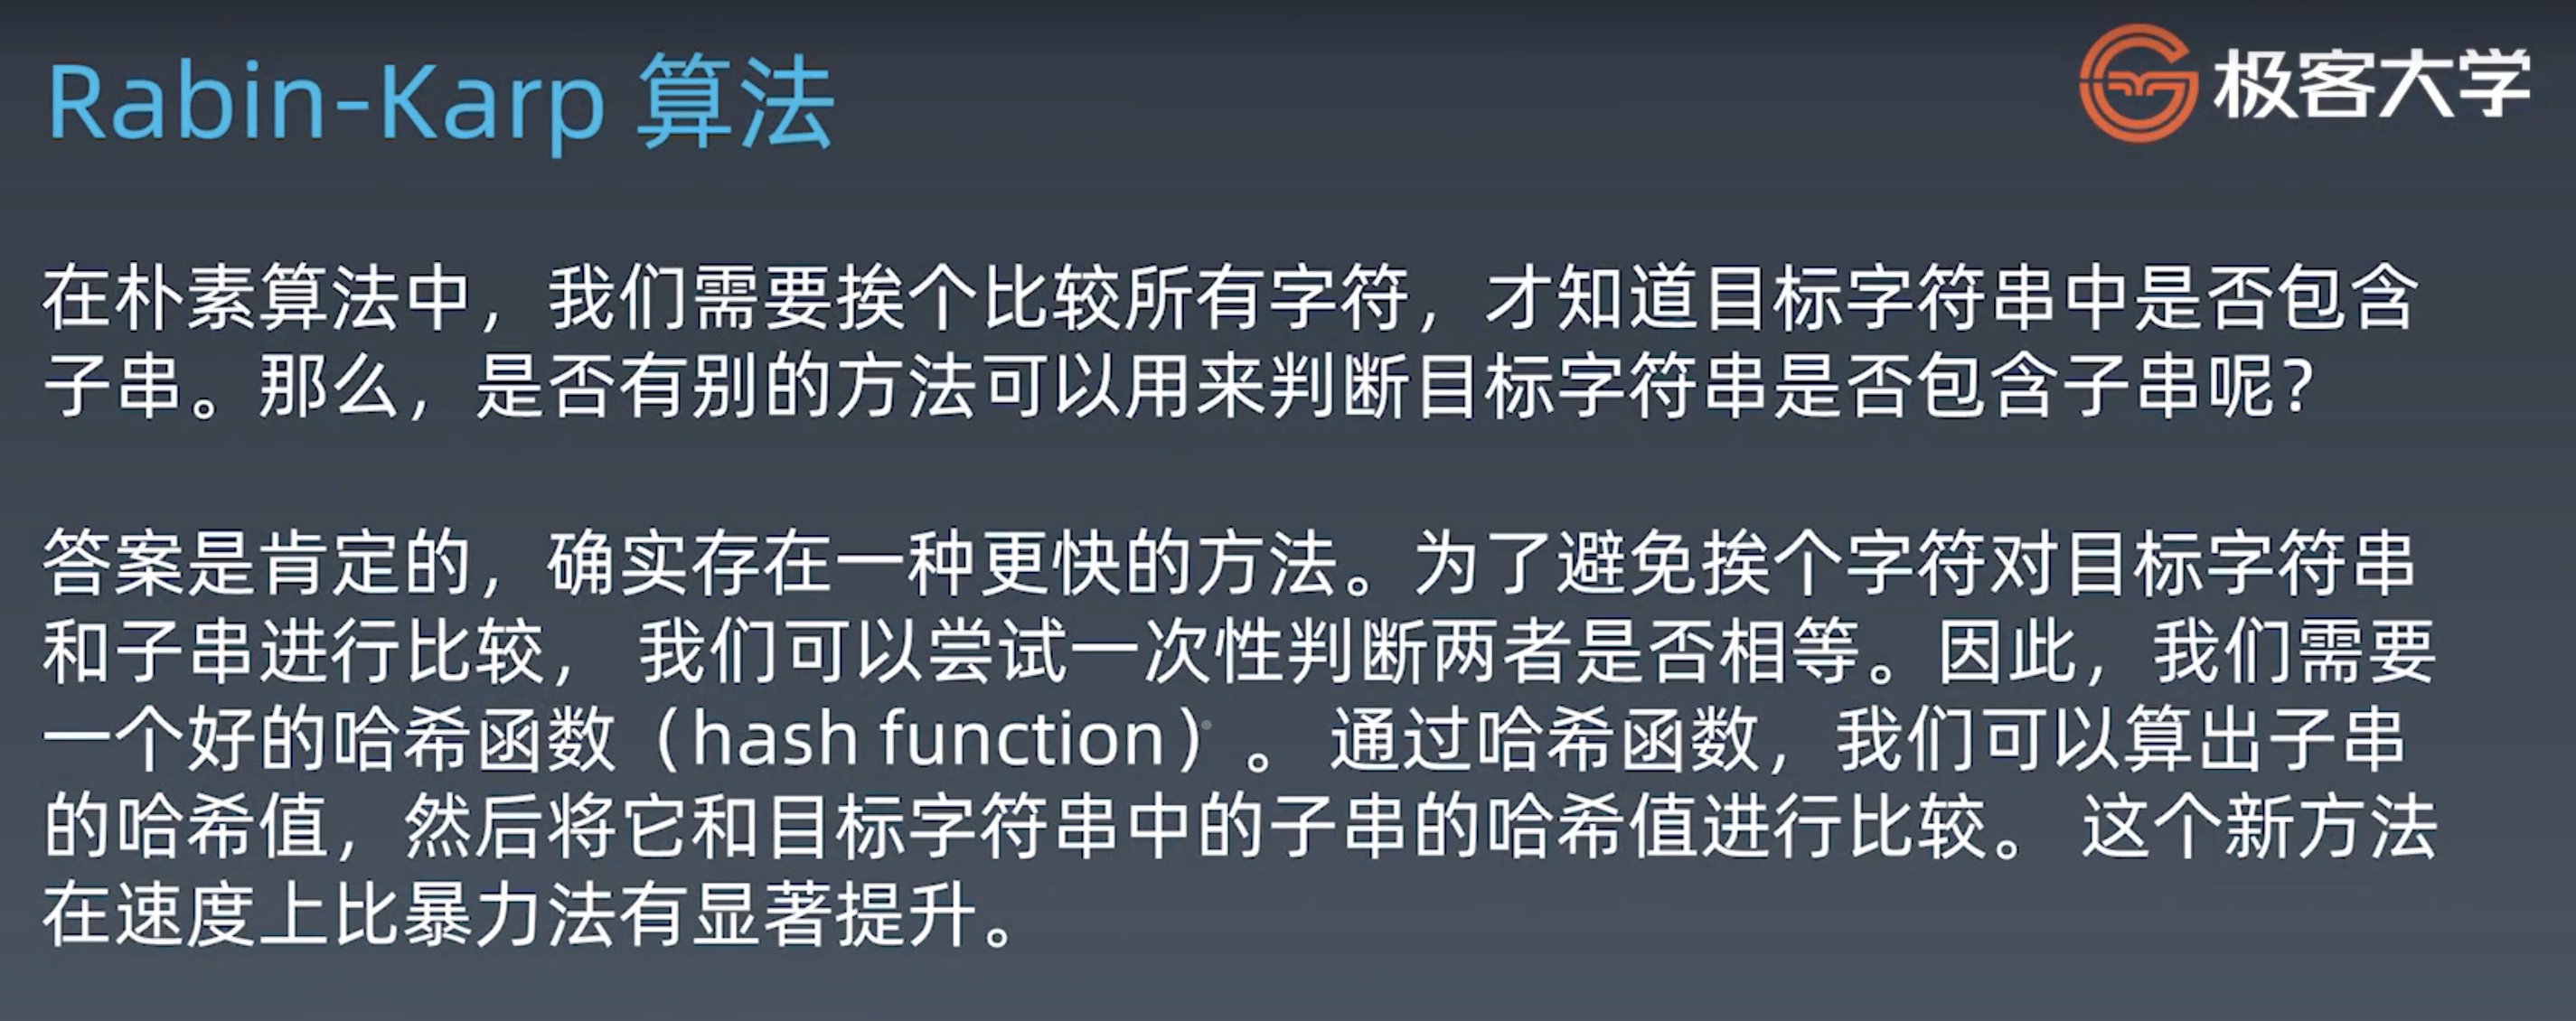 Rabin-Karp 算法
极客大学
在朴素算法中，我们需要挨个比较所有字符，才知道目标字符串中是否包含
子串。那么，是否有别的方法可以用来判断目标字符串是否包含子串呢？
答案是肯定的，确实存在一种更快的方法。为了避免挨个字符对目标字符串
和子串进行比较， 我们可以尝试一次性判断两者是否相等。因此，我们需要
一个好的哈希函数（hash function）。 通过哈希函数，我们可以算出子串
的哈希值，然后将它和目标字符串中的子串的哈希值进行比较。 这个新方法
在速度上比暴力法有显著提升。